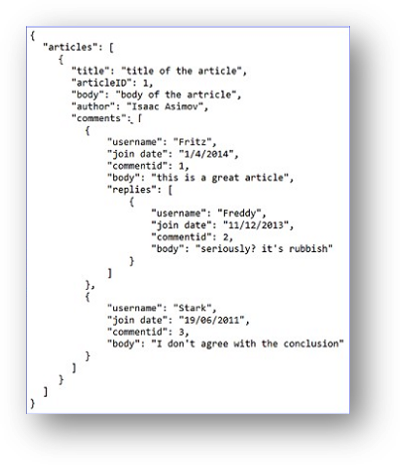 {
"articles": [
{
"title": "title of the article",
"articleID": 1,
"body": "body of the artricle",
"author": "Isaac Asimov",
"comments": [
{
"username": "Fritz",
"join date": "1/4/2014",
"commentid": 1,
"body": "this is a great article",
"replies": [
{
"username": "Freddy",
"join date": "11/12/2013",
"commentid": 2,
"body": "seriously? it's rubbish"
}
]
},
{
"username": "Stark",
"join date": "19/06/2011",
"commentid": 3,
"body": "I don't agree with the conclusion"
}
]
}
]
}